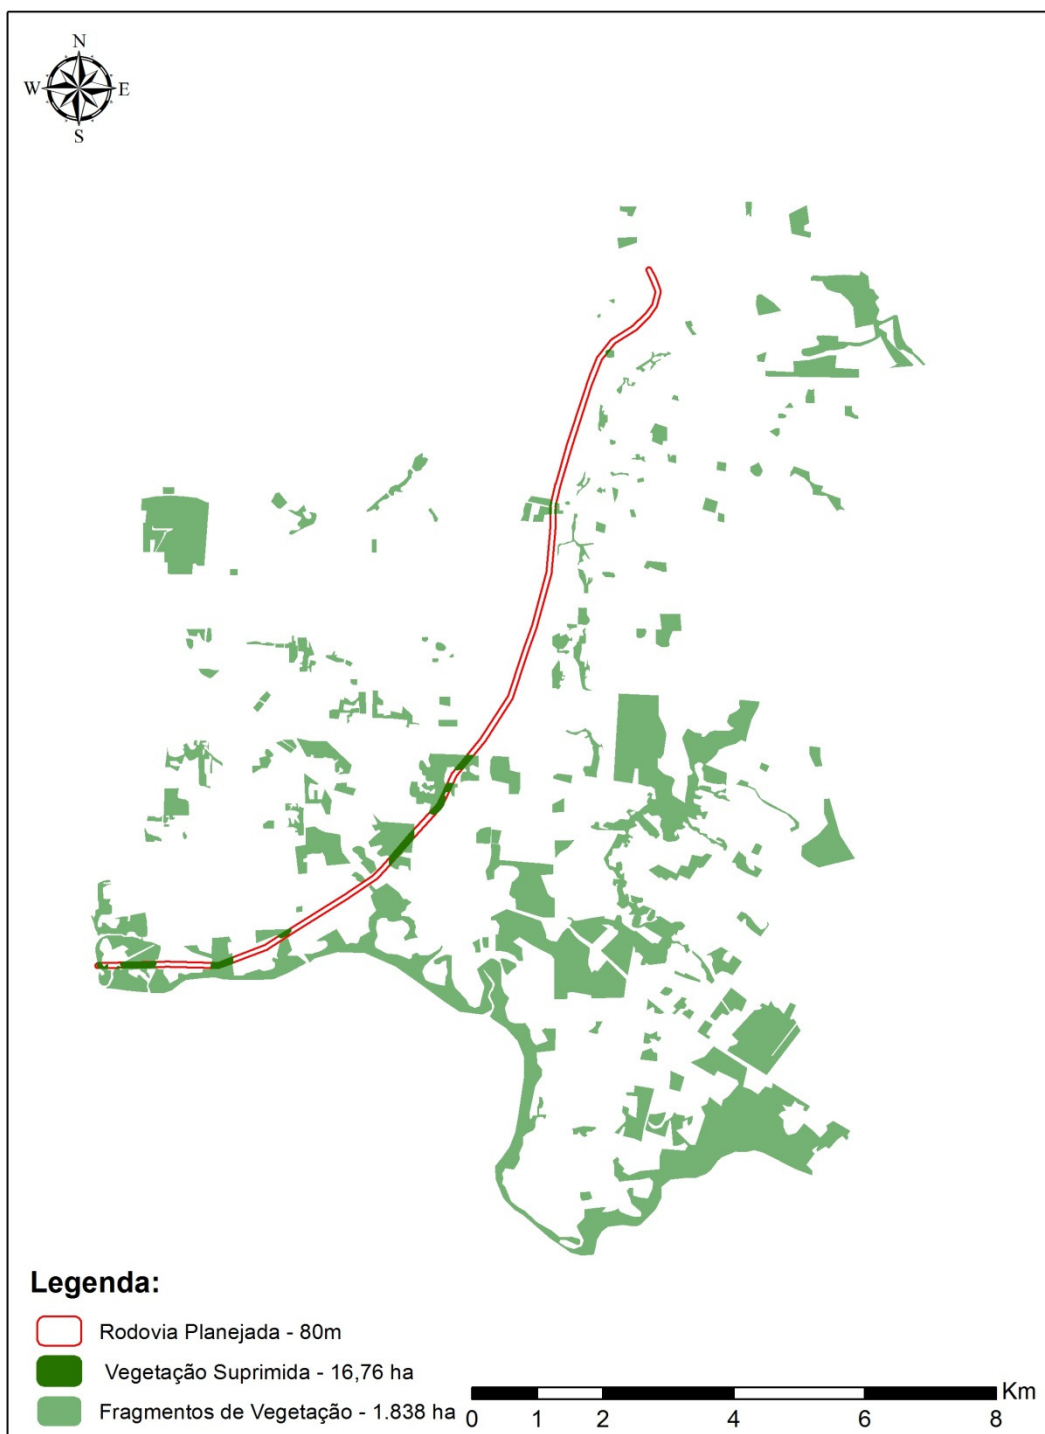 N
W E
S
Legenda:
Rodovia Planejada - 80m
Vegetação Suprimida - 16,76 ha
Fragmentos de Vegetação - 1.838 ha
Km
0 1 2 4 6 8